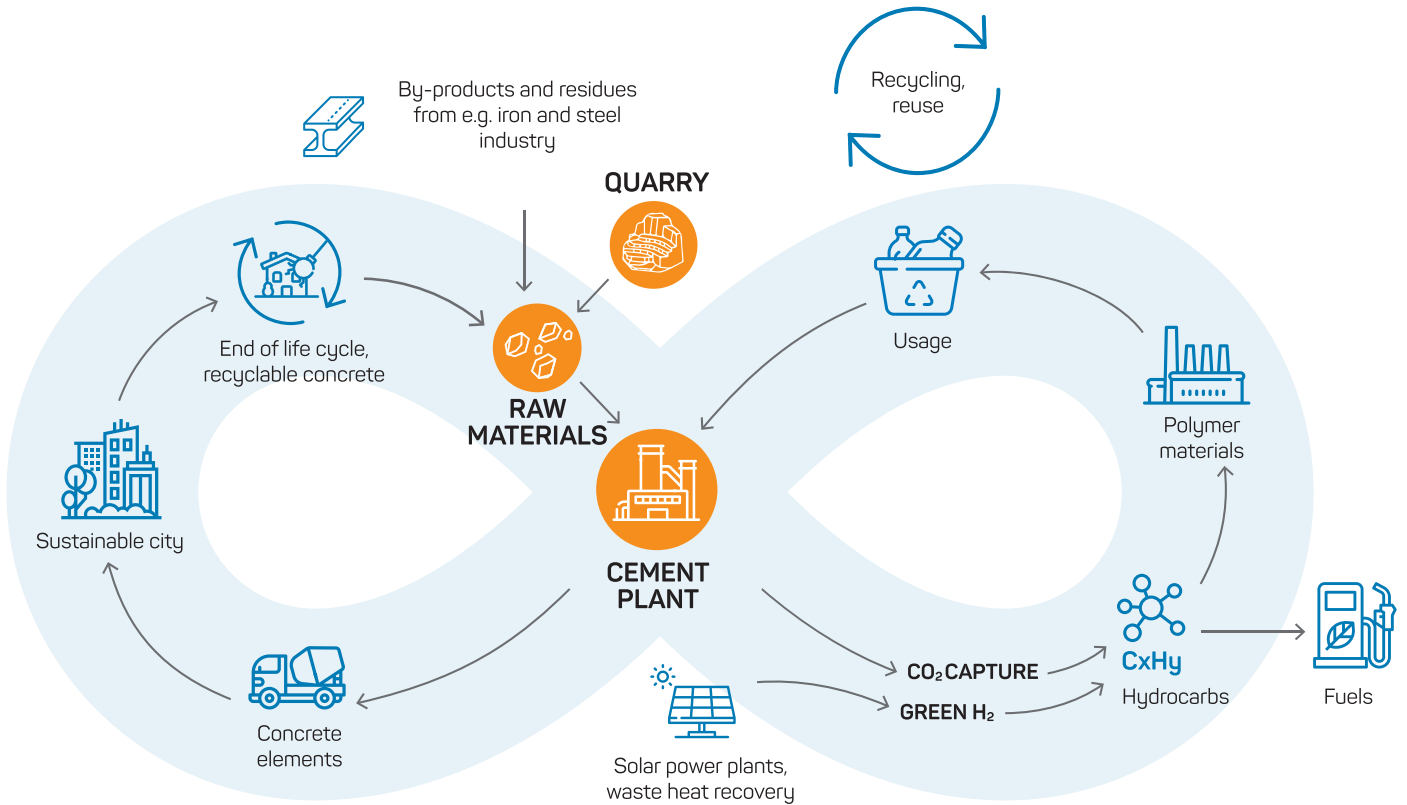 Recycling,
reuse
By-products and residues
from e.g. iron and steel
industry
QUARRY
End of life cycle,
recyclable concrete
RAW
MATERIALS
Usage
Polymer
materials
Sustainable city
CEMENT
PLANT
CO₂ CAPTURE
GREEN H₂
CxHy
Hydrocarbs
Fuels
Concrete
elements
Solar power plants,
waste heat recovery